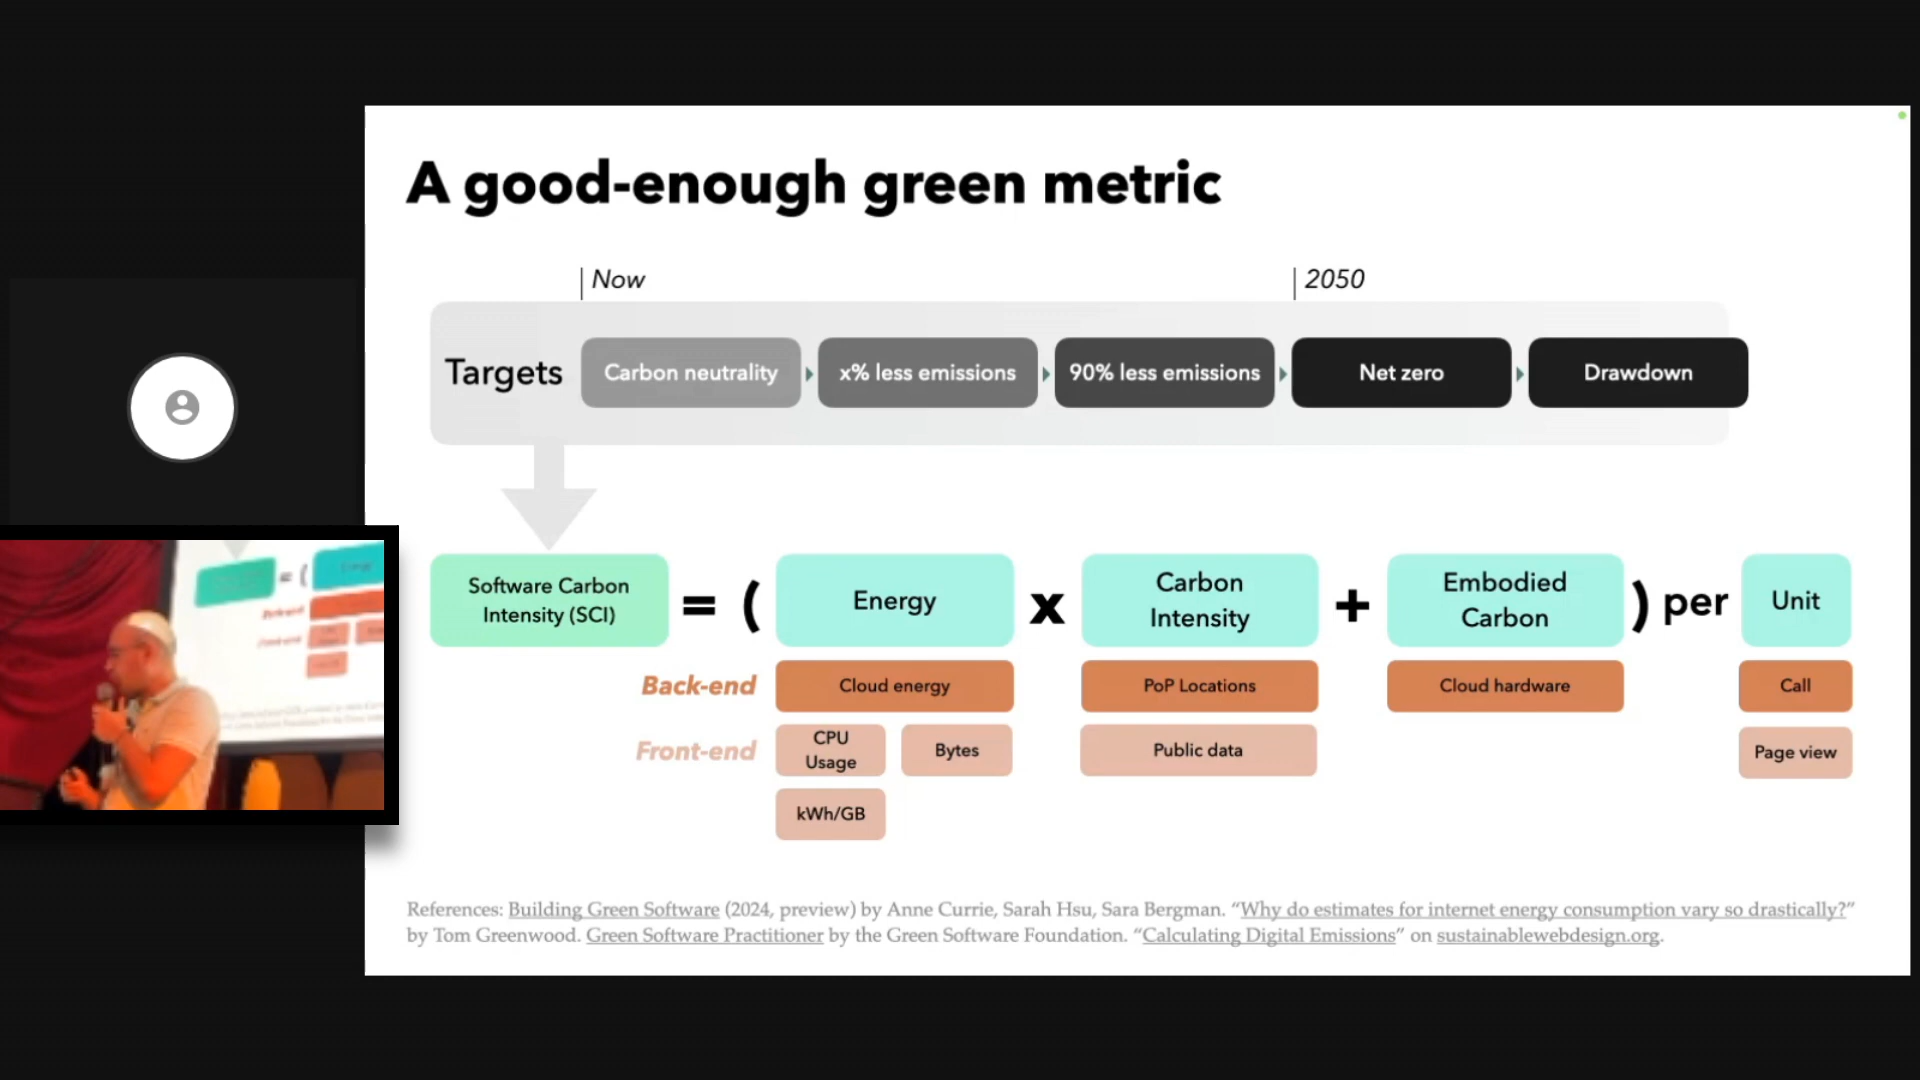 A good-enough green metric
Now
2050
Targets
Carbon neutrality
x% less emissions
90% less emissions
Net zero
Drawdown
Software Carbon
Intensity (SCI)
= (
Energy
x
Carbon
Intensity
+
Embodied
Carbon
) per
Unit
Back-end
Cloud energy
PoP Locations
Cloud hardware
Call
Front-end
CPU
Usage
Bytes
Public data
Page view
kWh/GB
References: Building Green Software (2024, preview) by Anne Currie, Sarah Hsu, Sara Bergman. “Why do estimates for internet energy consumption vary so drastically?”
by Tom Greenwood. Green Software Practitioner by the Green Software Foundation. “Calculating Digital Emissions” on sustainablewebdesign.org.